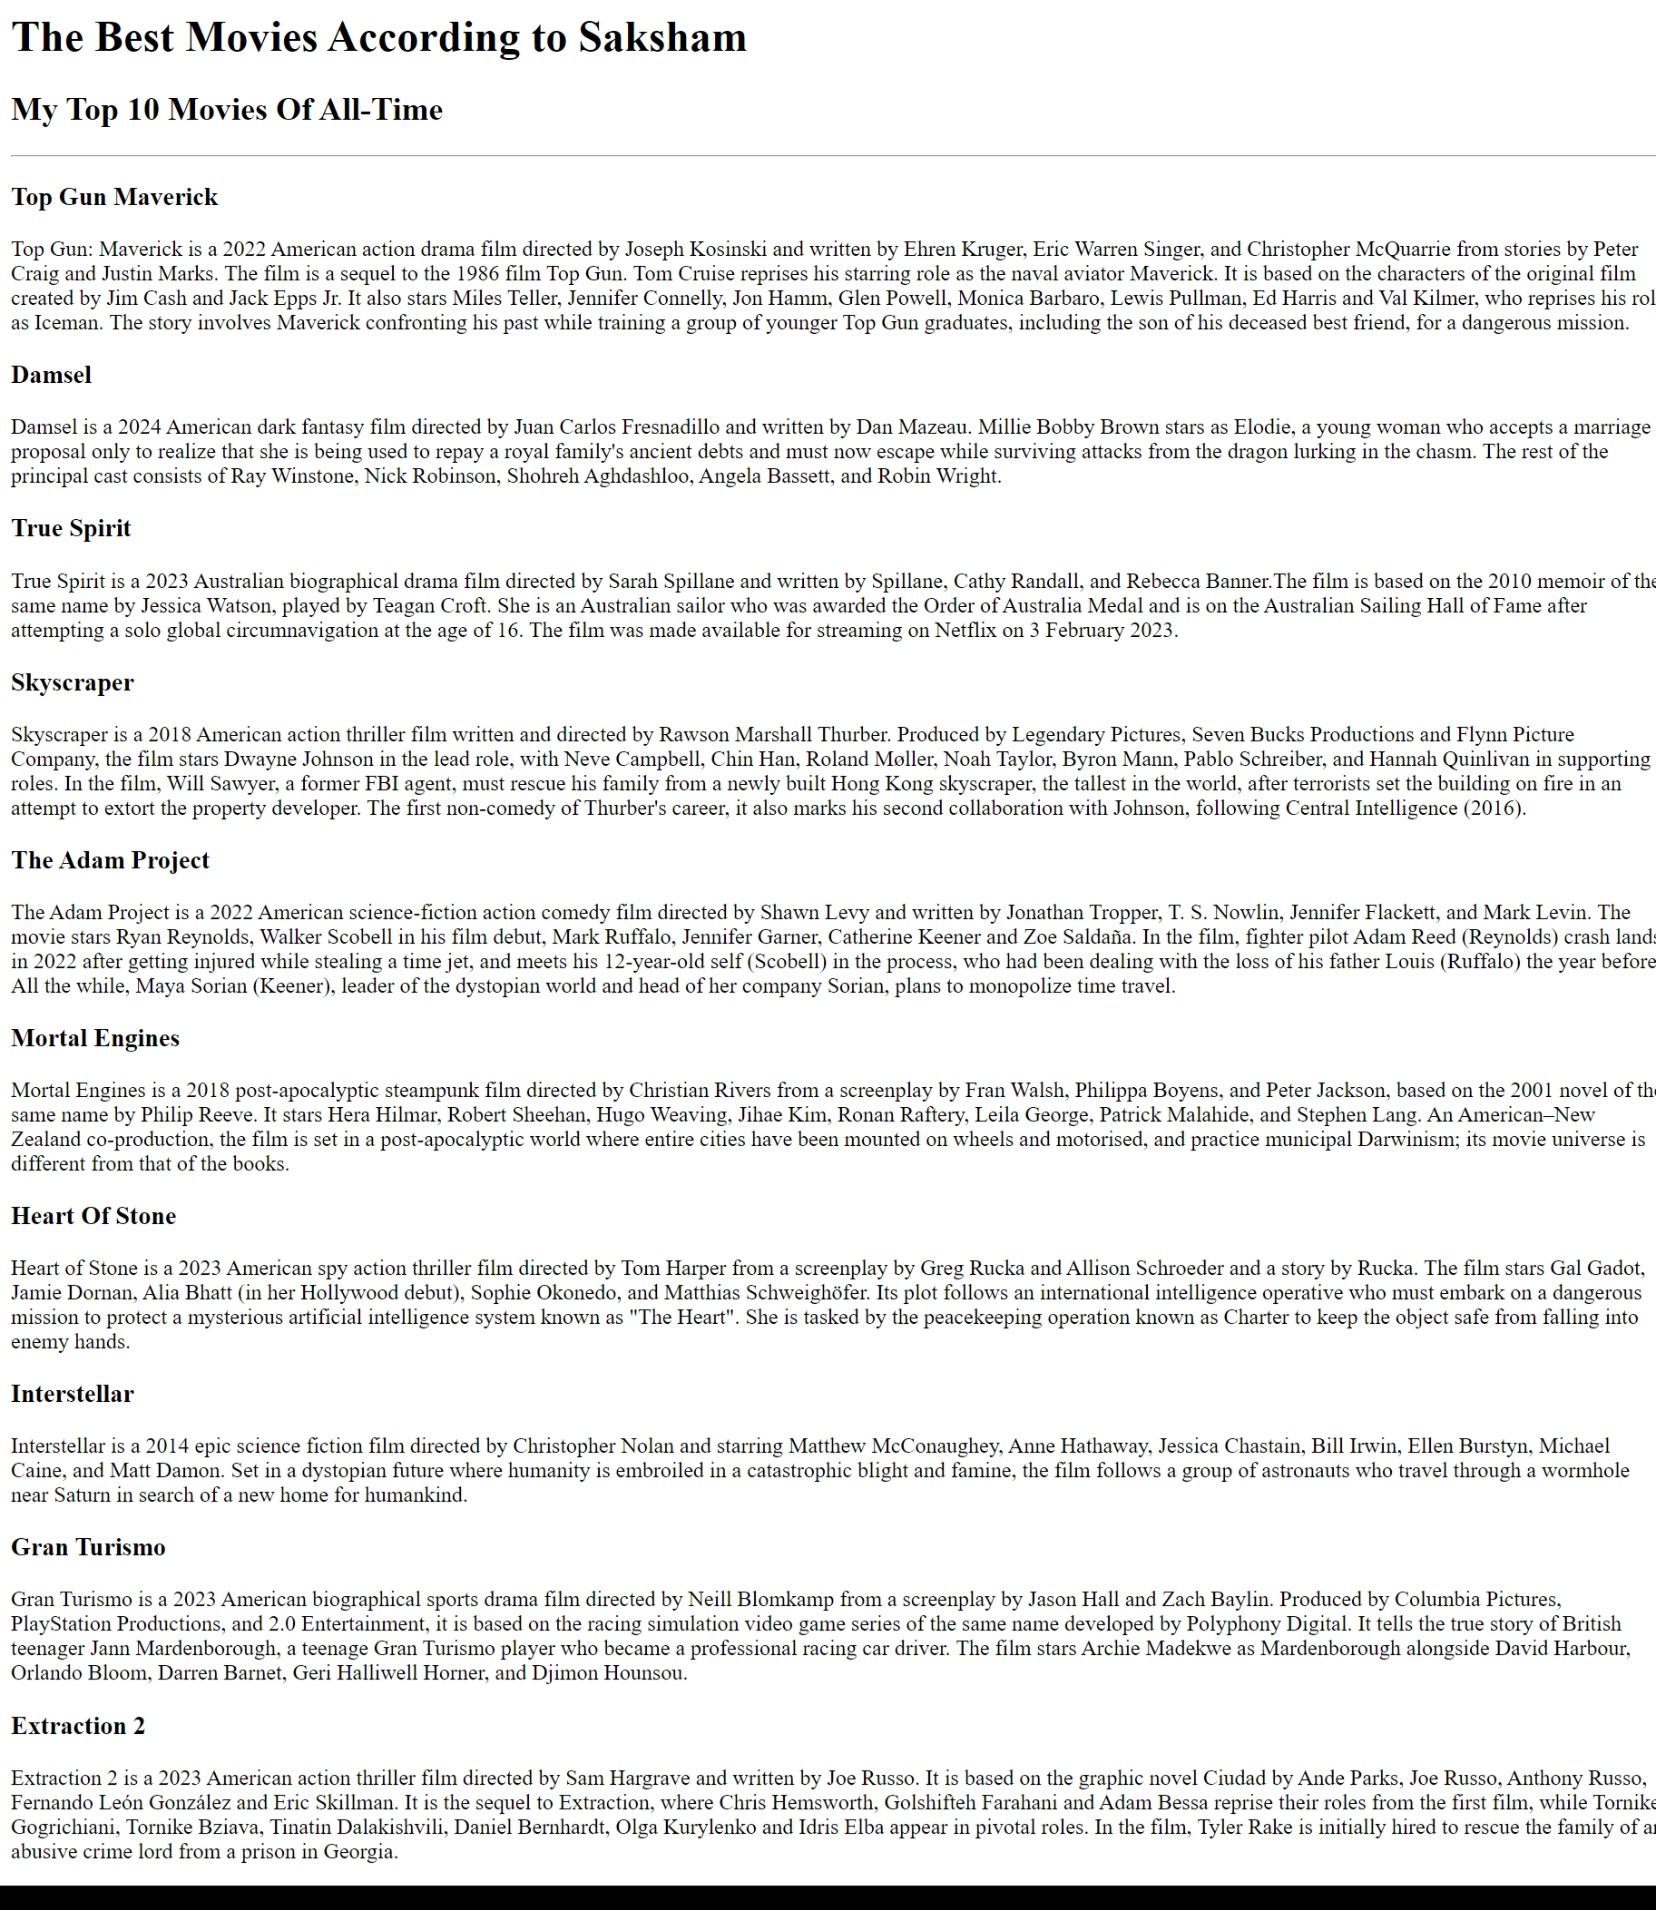 The Best Movies According to Saksham
My Top 10 Movies Of All-Time
Top Gun Maverick
Top Gun: Maverick is a 2022 American action drama film directed by Joseph Kosinski and written by Ehren Kruger, Eric Warren Singer, and Christopher McQuarrie from stories by Peter
Craig and Justin Marks. The film is a sequel to the 1986 film Top Gun. Tom Cruise reprises his starring role as the naval aviator Maverick. It is based on the characters of the original film
created by Jim Cash and Jack Epps Jr. It also stars Miles Teller, Jennifer Connelly, Jon Hamm, Glen Powell, Monica Barbaro, Lewis Pullman, Ed Harris and Val Kilmer, who reprises his rol
as Iceman. The story involves Maverick confronting his past while training a group of younger Top Gun graduates, including the son of his deceased best friend, for a dangerous mission.
Damsel
Damsel is a 2024 American dark fantasy film directed by Juan Carlos Fresnadillo and written by Dan Mazeau. Millie Bobby Brown stars as Elodie, a young woman who accepts a marriage
proposal only to realize that she is being used to repay a royal family's ancient debts and must now escape while surviving attacks from the dragon lurking in the chasm. The rest of the
principal cast consists of Ray Winstone, Nick Robinson, Shohreh Aghdashloo, Angela Bassett, and Robin Wright.
True Spirit
True Spirit is a 2023 Australian biographical drama film directed by Sarah Spillane and written by Spillane, Cathy Randall, and Rebecca Banner.The film is based on the 2010 memoir of the
same name by Jessica Watson, played by Teagan Croft. She is an Australian sailor who was awarded the Order of Australia Medal and is on the Australian Sailing Hall of Fame after
attempting a solo global circumnavigation at the age of 16. The film was made available for streaming on Netflix on 3 February 2023.
Skyscraper
Skyscraper is a 2018 American action thriller film written and directed by Rawson Marshall Thurber. Produced by Legendary Pictures, Seven Bucks Productions and Flynn Picture
Company, the film stars Dwayne Johnson in the lead role, with Neve Campbell, Chin Han, Roland Møller, Noah Taylor, Byron Mann, Pablo Schreiber, and Hannah Quinlivan in supporting
roles. In the film, Will Sawyer, a former FBI agent, must rescue his family from a newly built Hong Kong skyscraper, the tallest in the world, after terrorists set the building on fire in an
attempt to extort the property developer. The first non-comedy of Thurber's career, it also marks his second collaboration with Johnson, following Central Intelligence (2016).
The Adam Project
The Adam Project is a 2022 American science-fiction action comedy film directed by Shawn Levy and written by Jonathan Tropper, T. S. Nowlin, Jennifer Flackett, and Mark Levin. The
movie stars Ryan Reynolds, Walker Scobell in his film debut, Mark Ruffalo, Jennifer Garner, Catherine Keener and Zoe Saldaña. In the film, fighter pilot Adam Reed (Reynolds) crash lands
in 2022 after getting injured while stealing a time jet, and meets his 12-year-old self (Scobell) in the process, who had been dealing with the loss of his father Louis (Ruffalo) the year before
All the while, Maya Sorian (Keener), leader of the dystopian world and head of her company Sorian, plans to monopolize time travel.
Mortal Engines
Mortal Engines is a 2018 post-apocalyptic steampunk film directed by Christian Rivers from a screenplay by Fran Walsh, Philippa Boyens, and Peter Jackson, based on the 2001 novel of the
same name by Philip Reeve. It stars Hera Hilmar, Robert Sheehan, Hugo Weaving, Jihae Kim, Ronan Raftery, Leila George, Patrick Malahide, and Stephen Lang. An American–New
Zealand co-production, the film is set in a post-apocalyptic world where entire cities have been mounted on wheels and motorised, and practice municipal Darwinism; its movie universe is
different from that of the books.
Heart Of Stone
Heart of Stone is a 2023 American spy action thriller film directed by Tom Harper from a screenplay by Greg Rucka and Allison Schroeder and a story by Rucka. The film stars Gal Gadot,
Jamie Dornan, Alia Bhatt (in her Hollywood debut), Sophie Okonedo, and Matthias Schweighöfer. Its plot follows an international intelligence operative who must embark on a dangerous
mission to protect a mysterious artificial intelligence system known as "The Heart". She is tasked by the peacekeeping operation known as Charter to keep the object safe from falling into
enemy hands.
Interstellar
Interstellar is a 2014 epic science fiction film directed by Christopher Nolan and starring Matthew McConaughey, Anne Hathaway, Jessica Chastain, Bill Irwin, Ellen Burstyn, Michael
Caine, and Matt Damon. Set in a dystopian future where humanity is embroiled in a catastrophic blight and famine, the film follows a group of astronauts who travel through a wormhole
near Saturn in search of a new home for humankind.
Gran Turismo
Gran Turismo is a 2023 American biographical sports drama film directed by Neill Blomkamp from a screenplay by Jason Hall and Zach Baylin. Produced by Columbia Pictures,
PlayStation Productions, and 2.0 Entertainment, it is based on the racing simulation video game series of the same name developed by Polyphony Digital. It tells the true story of British
teenager Jann Mardenborough, a teenage Gran Turismo player who became a professional racing car driver. The film stars Archie Madekwe as Mardenborough alongside David Harbour,
Orlando Bloom, Darren Barnet, Geri Halliwell Horner, and Djimon Hounsou.
Extraction 2
Extraction 2 is a 2023 American action thriller film directed by Sam Hargrave and written by Joe Russo. It is based on the graphic novel Ciudad by Ande Parks, Joe Russo, Anthony Russo,
Fernando León González and Eric Skillman. It is the sequel to Extraction, where Chris Hemsworth, Golshifteh Farahani and Adam Bessa reprise their roles from the first film, while Tornike
Gogrichiani, Tornike Bziava, Tinatin Dalakishvili, Daniel Bernhardt, Olga Kurylenko and Idris Elba appear in pivotal roles. In the film, Tyler Rake is initially hired to rescue the family of an
abusive crime lord from a prison in Georgia.